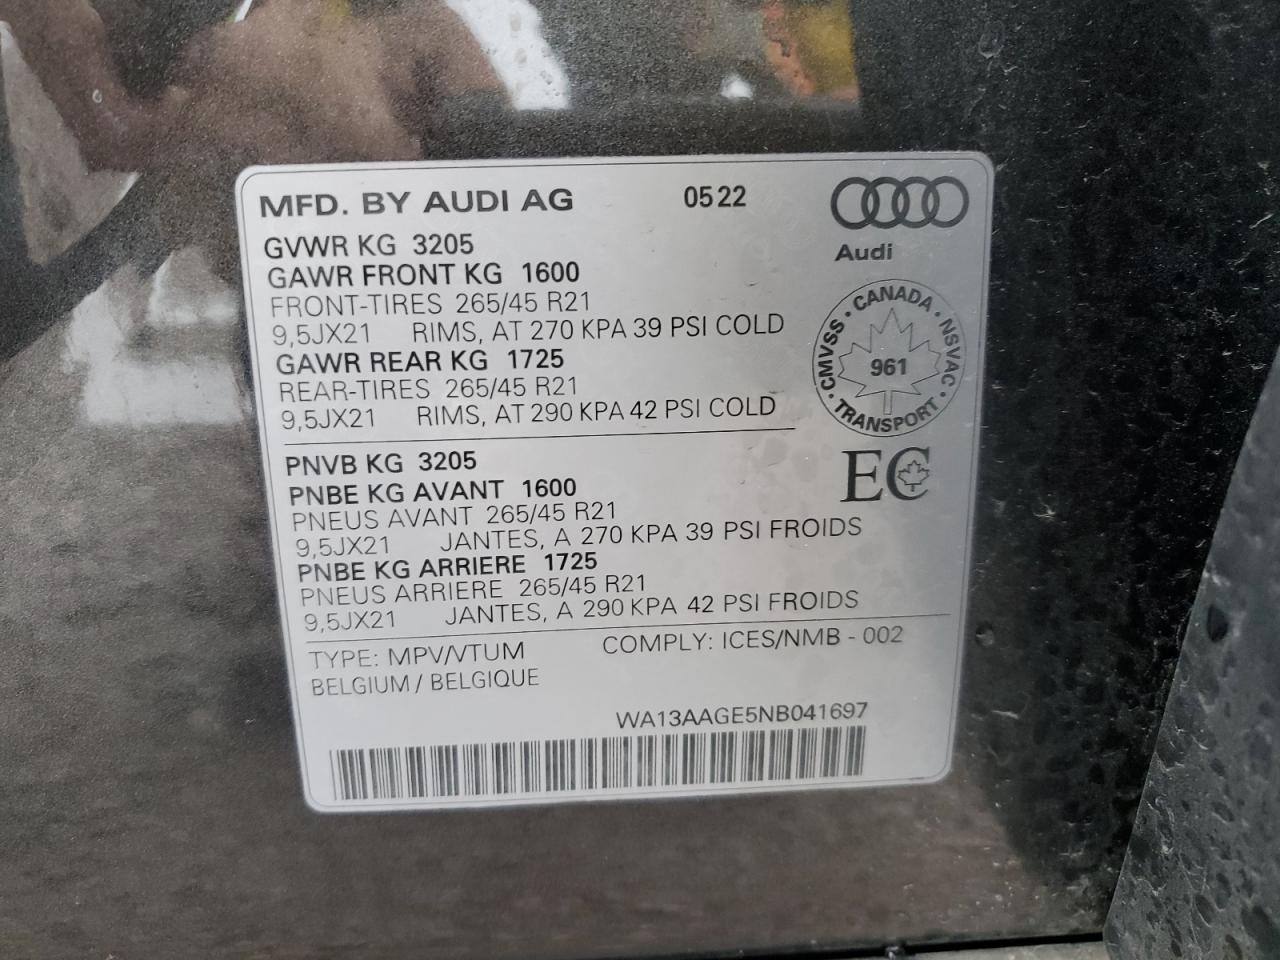 MFD. BY AUDI AG 05 22
Audi
GVWR KG 3205
GAWR FRONT KG 1600
FRONT-TIRES 265/45 R21
9,5JX21 RIMS, AT 270 KPA 39 PSI COLD
GAWR REAR KG 1725
REAR-TIRES 265/45 R21
9,5JX21 RIMS, AT 290 KPA 42 PSI COLD
CMVSS · CANADA · NSVAC · TRANSPORT ·
961
EC
PNVB KG 3205
PNBE KG AVANT 1600
PNEUS AVANT 265/45 R21
9,5JX21 JANTES, A 270 KPA 39 PSI FROIDS
PNBE KG ARRIERE 1725
PNEUS ARRIERE 265/45 R21
9,5JX21 JANTES, A 290 KPA 42 PSI FROIDS
TYPE: MPV/VTUM COMPLY: ICES/NMB - 002
BELGIUM / BELGIQUE
WA13AAGE5NB041697